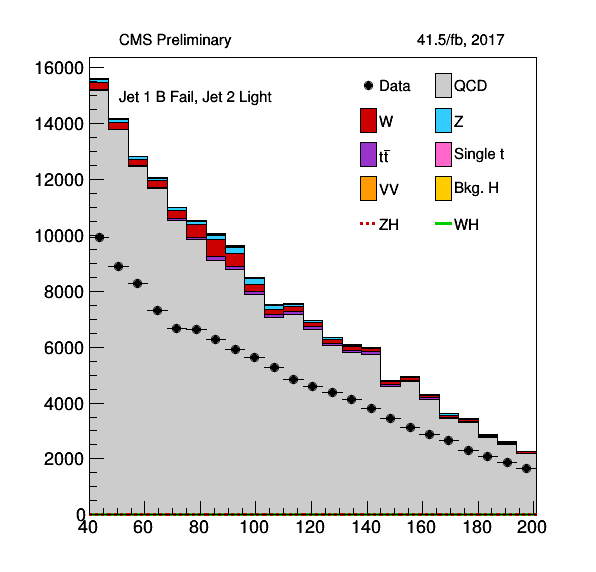 CMS Preliminary 41.5/fb, 2017
16000
14000
12000
10000
8000
6000
4000
2000
0
Jet 1 B Fail, Jet 2 Light
Data QCD
W Z
tt̅ Single t
VV Bkg. H
ZH WH
40 60 80 100 120 140 160 180 200